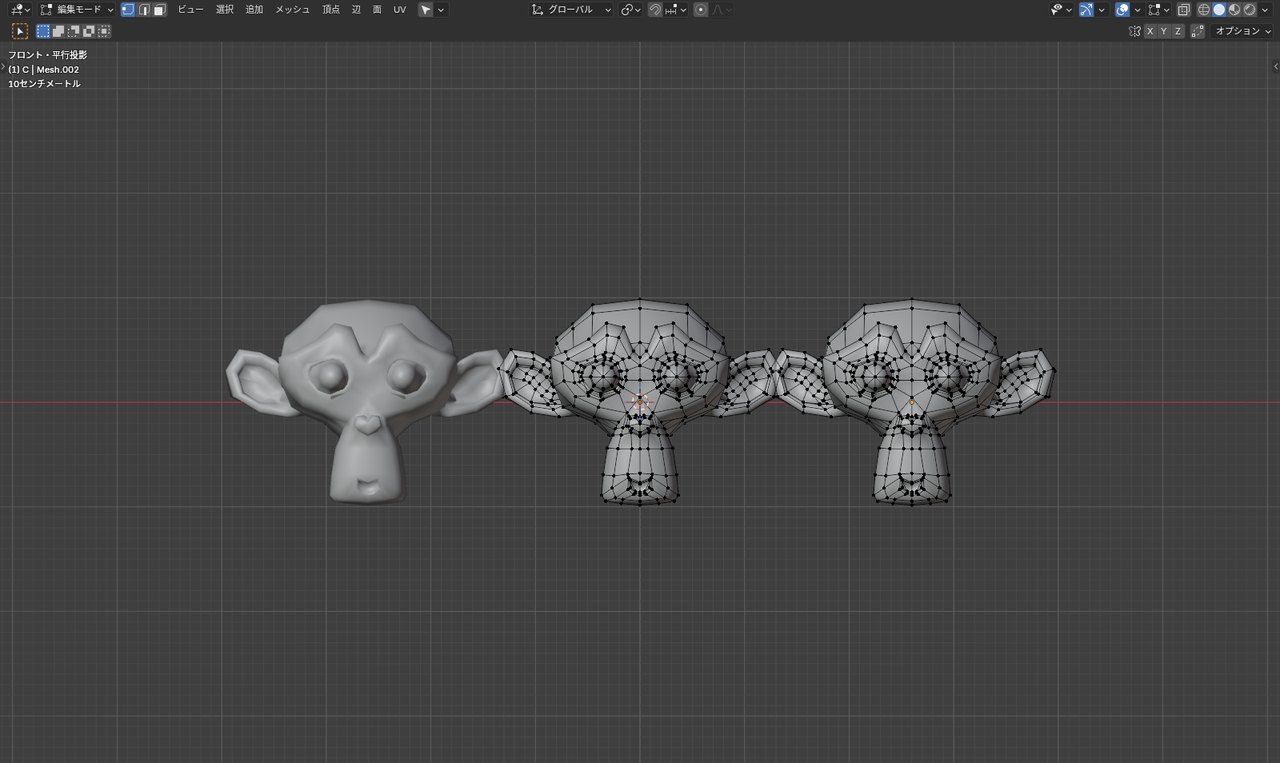 編集モード ビュー 選択 追加 メッシュ 頂点 辺 面 UV グローバル
X Y Z オプション
フロント・平行投影
(1) C | Mesh.002
10センチメートル